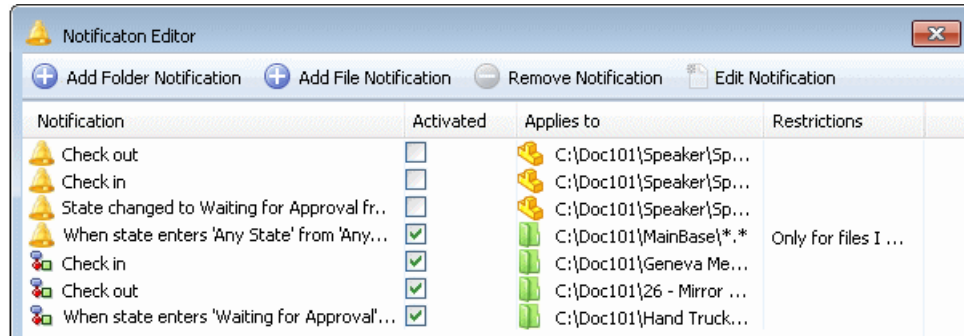 Notificaton Editor
Add Folder Notification Add File Notification Remove Notification Edit Notification
Notification Activated Applies to Restrictions
Check out C:\Doc101\Speaker\Sp...
Check in C:\Doc101\Speaker\Sp...
State changed to Waiting for Approval fr.. C:\Doc101\Speaker\Sp...
When state enters 'Any State' from 'Any... C:\Doc101\MainBase\*.* Only for files I ...
Check in C:\Doc101\Geneva Me...
Check out C:\Doc101\26 - Mirror ...
When state enters 'Waiting for Approval'... C:\Doc101\Hand Truck...